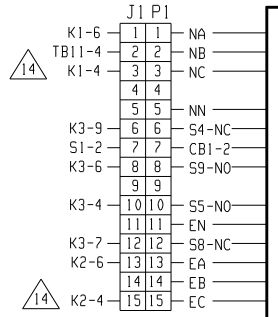 J1 P1
K1-6 1 1 NA
TB11-4 2 2 NB
14 K1-4 3 3 NC
4 4
5 5 NN
K3-9 6 6 S4-NC
S1-2 7 7 CB1-2
K3-6 8 8 S9-NO
9 9
K3-4 10 10 S5-NO
11 11 EN
K3-7 12 12 S8-NC
K2-6 13 13 EA
14 14 EB
14 K2-4 15 15 EC